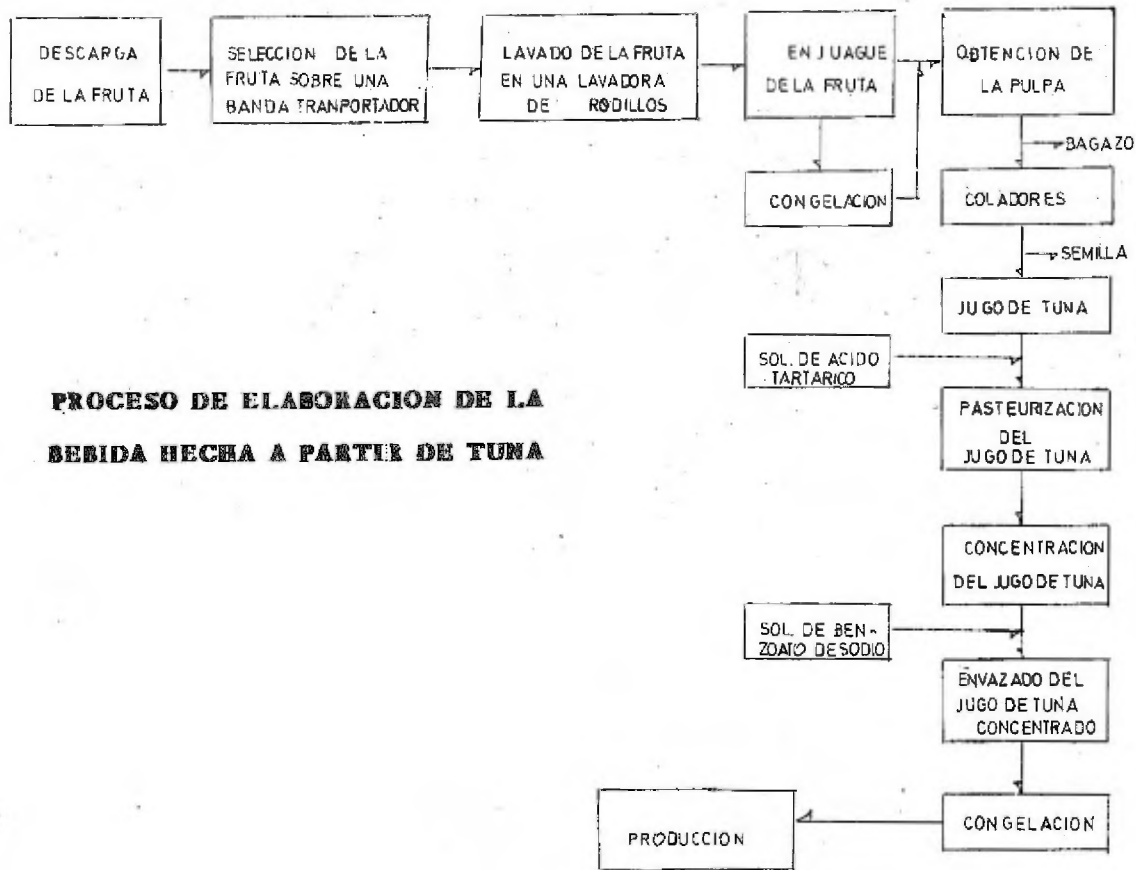 DESCARGA
DE LA FRUTA
SELECCION DE LA
FRUTA SOBRE UNA
BANDA TRANPORTADOR
LAVADO DE LA FRUTA
EN UNA LAVADORA
DE RODILLOS
ENJUAGUE
DE LA FRUTA
OBTENCION DE
LA PULPA
BAGAZO
CONGELACION
COLADORES
SEMILLA
JUGO DE TUNA
SOL. DE ACIDO
TARTARICO
PROCESO DE ELABORACION DE LA
BEBIDA HECHA A PARTIR DE TUNA
PASTEURIZACION
DEL
JUGO DE TUNA
CONCENTRACION
DEL JUGO DE TUNA
SOL. DE BEN-
ZOATO DE SODIO
ENVAZADO DEL
JUGO DE TUNA
CONCENTRADO
CONGELACION
PRODUCCION